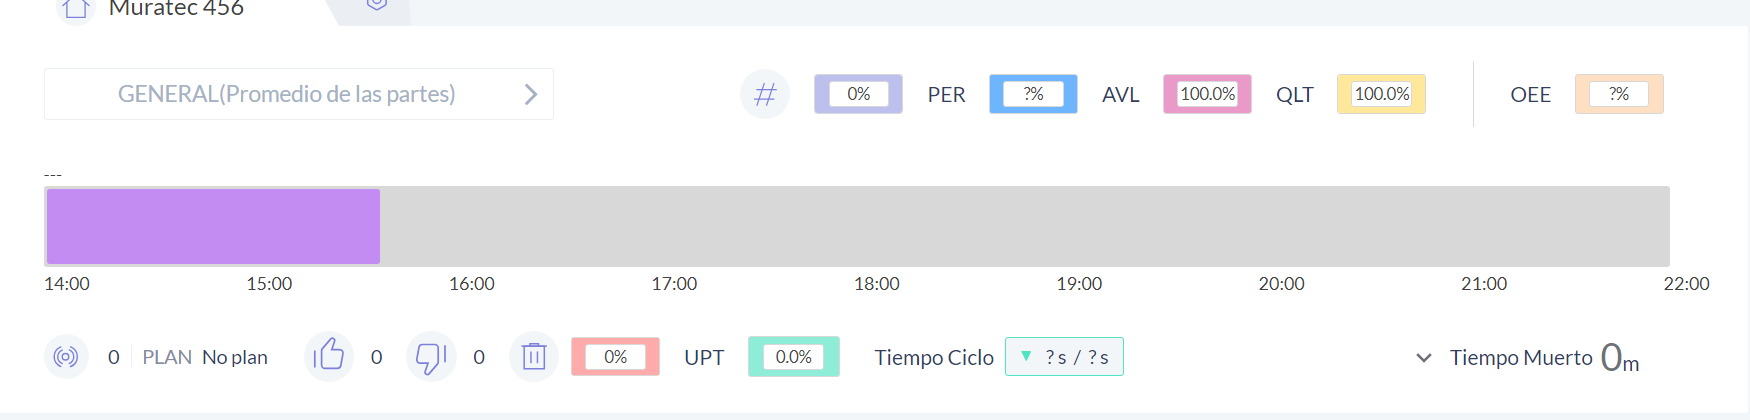 Muratec 456
GENERAL(Promedio de las partes)
# 0% PER ?% AVL 100.0% QLT 100.0% OEE ?%
---
14:00 15:00 16:00 17:00 18:00 19:00 20:00 21:00 22:00
0 PLAN No plan 0 0 0% UPT 0.0% Tiempo Ciclo ? s / ? s Tiempo Muerto 0m